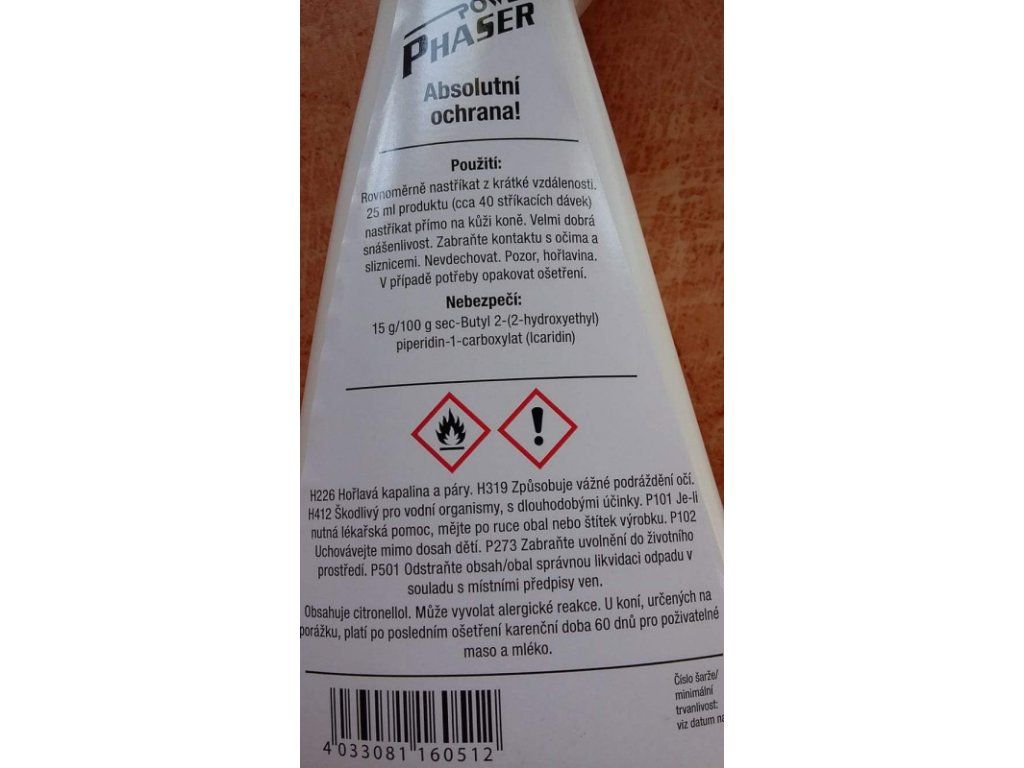 POWE
PHASER
Absolutní
ochrana!
Použití:
Rovnoměrně nastříkat z krátké vzdálenosti.
25 ml produktu (cca 40 stříkacích dávek)
nastříkat přímo na kůži koně. Velmi dobrá
snášenlivost. Zabraňte kontaktu s očima a
sliznicemi. Nevdechovat. Pozor, hořlavina.
V případě potřeby opakovat ošetření.
Nebezpečí:
15 g/100 g sec-Butyl 2-(2-hydroxyethyl)
piperidin-1-carboxylat (Icaridin)
H226 Hořlavá kapalina a páry. H319 Způsobuje vážné podráždění očí.
H412 Škodlivý pro vodní organismy, s dlouhodobými účinky. P101 Je-li
nutná lékařská pomoc, mějte po ruce obal nebo štítek výrobku. P102
Uchovávejte mimo dosah dětí. P273 Zabraňte uvolnění do životního
prostředí. P501 Odstraňte obsah/obal správnou likvidaci odpadu v
souladu s místními předpisy ven.
Obsahuje citronellol. Může vyvolat alergické reakce. U koní, určených na
porážku, platí po posledním ošetření karenční doba 60 dnů pro poživatelné
maso a mléko.
Číslo šarže/
minimální
trvanlivost:
viz datum na
4 033081 160512